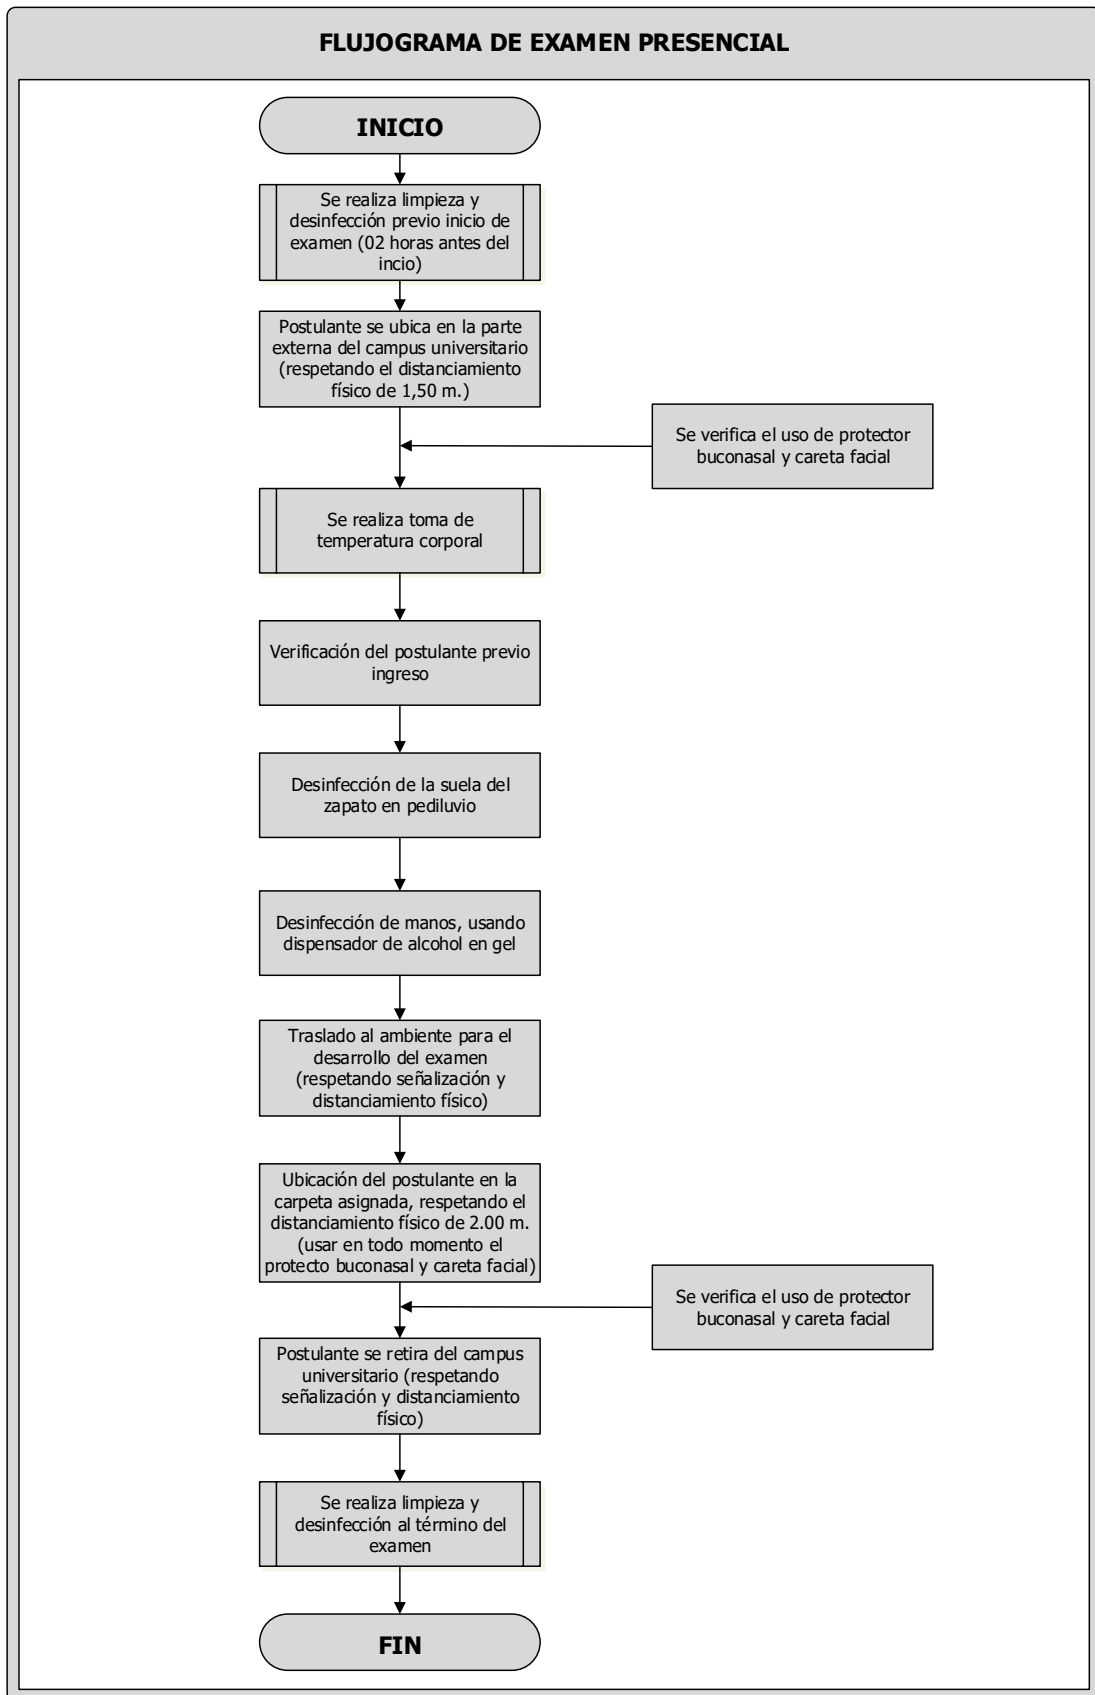 FLUJOGRAMA DE EXAMEN PRESENCIAL
INICIO
Se realiza limpieza y
desinfección previo inicio de
examen (02 horas antes del
incio)
Postulante se ubica en la parte
externa del campus universitario
(respetando el distanciamiento
físico de 1,50 m.)
Se verifica el uso de protector
buconasal y careta facial
Se realiza toma de
temperatura corporal
Verificación del postulante previo
ingreso
Desinfección de la suela del
zapato en pediluvio
Desinfección de manos, usando
dispensador de alcohol en gel
Traslado al ambiente para el
desarrollo del examen
(respetando señalización y
distanciamiento físico)
Ubicación del postulante en la
carpeta asignada, respetando el
distanciamiento físico de 2.00 m.
(usar en todo momento el
protecto buconasal y careta facial)
Se verifica el uso de protector
buconasal y careta facial
Postulante se retira del campus
universitario (respetando
señalización y distanciamiento
físico)
Se realiza limpieza y
desinfección al término del
examen
FIN